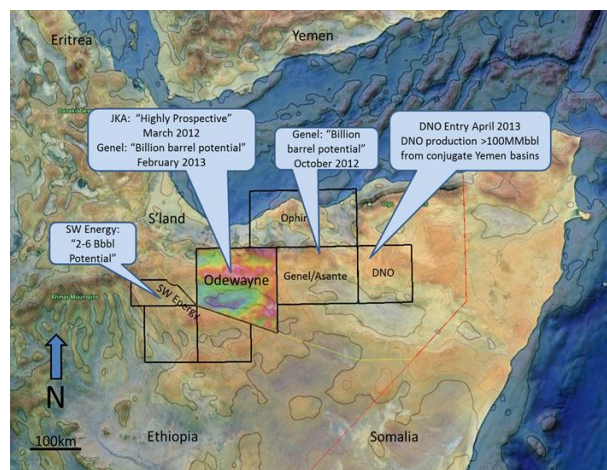 Eritrea
Yemen
JKA: “Highly Prospective”
March 2012
Genel: “Billion barrel potential”
February 2013
Genel: “Billion
barrel potential”
October 2012
DNO Entry April 2013
DNO production >100MMbbl
from conjugate Yemen basins
S'land
Ophir
SW Energy:
“2-6 Bbbl
Potential”
Odewayne
Genel/Asante
DNO
SW Energy
Ahmar Mountains
N
100km
Ethiopia
Somalia